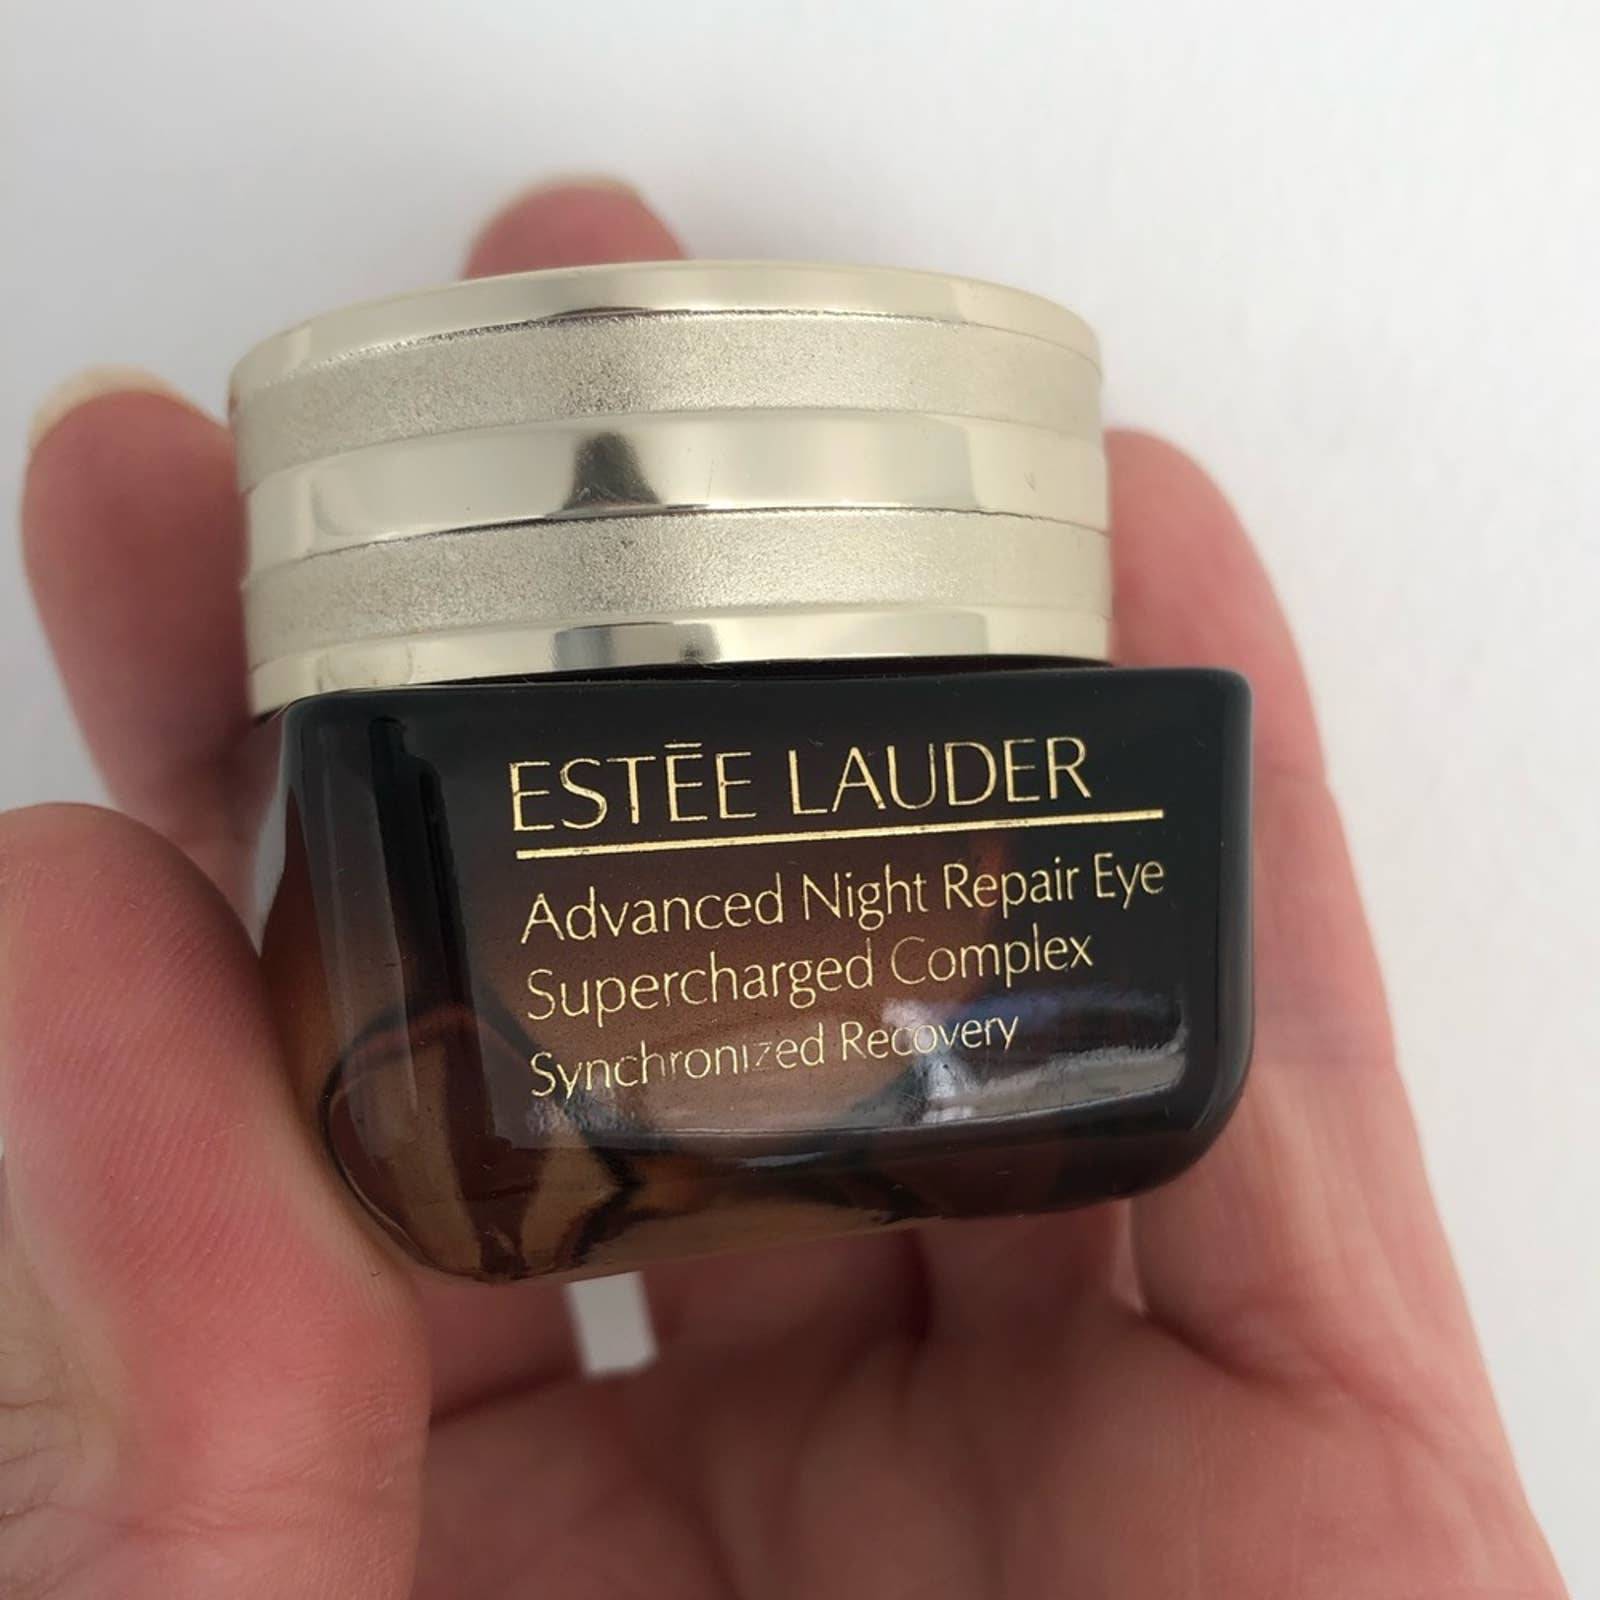 ESTĒE LAUDER
Advanced Night Repair Eye
Supercharged Complex
Synchronized Recovery